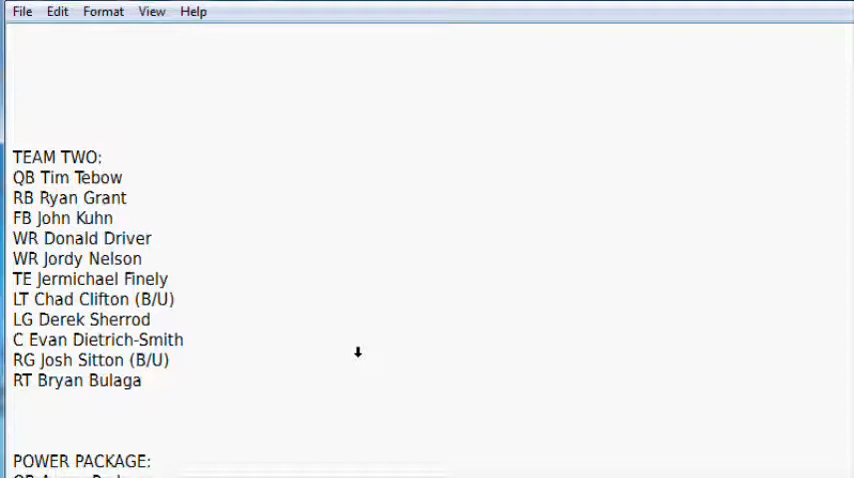 File Edit Format View Help
TEAM TWO:
QB Tim Tebow
RB Ryan Grant
FB John Kuhn
WR Donald Driver
WR Jordy Nelson
TE Jermichael Finely
LT Chad Clifton (B/U)
LG Derek Sherrod
C Evan Dietrich-Smith
RG Josh Sitton (B/U)
RT Bryan Bulaga
POWER PACKAGE: